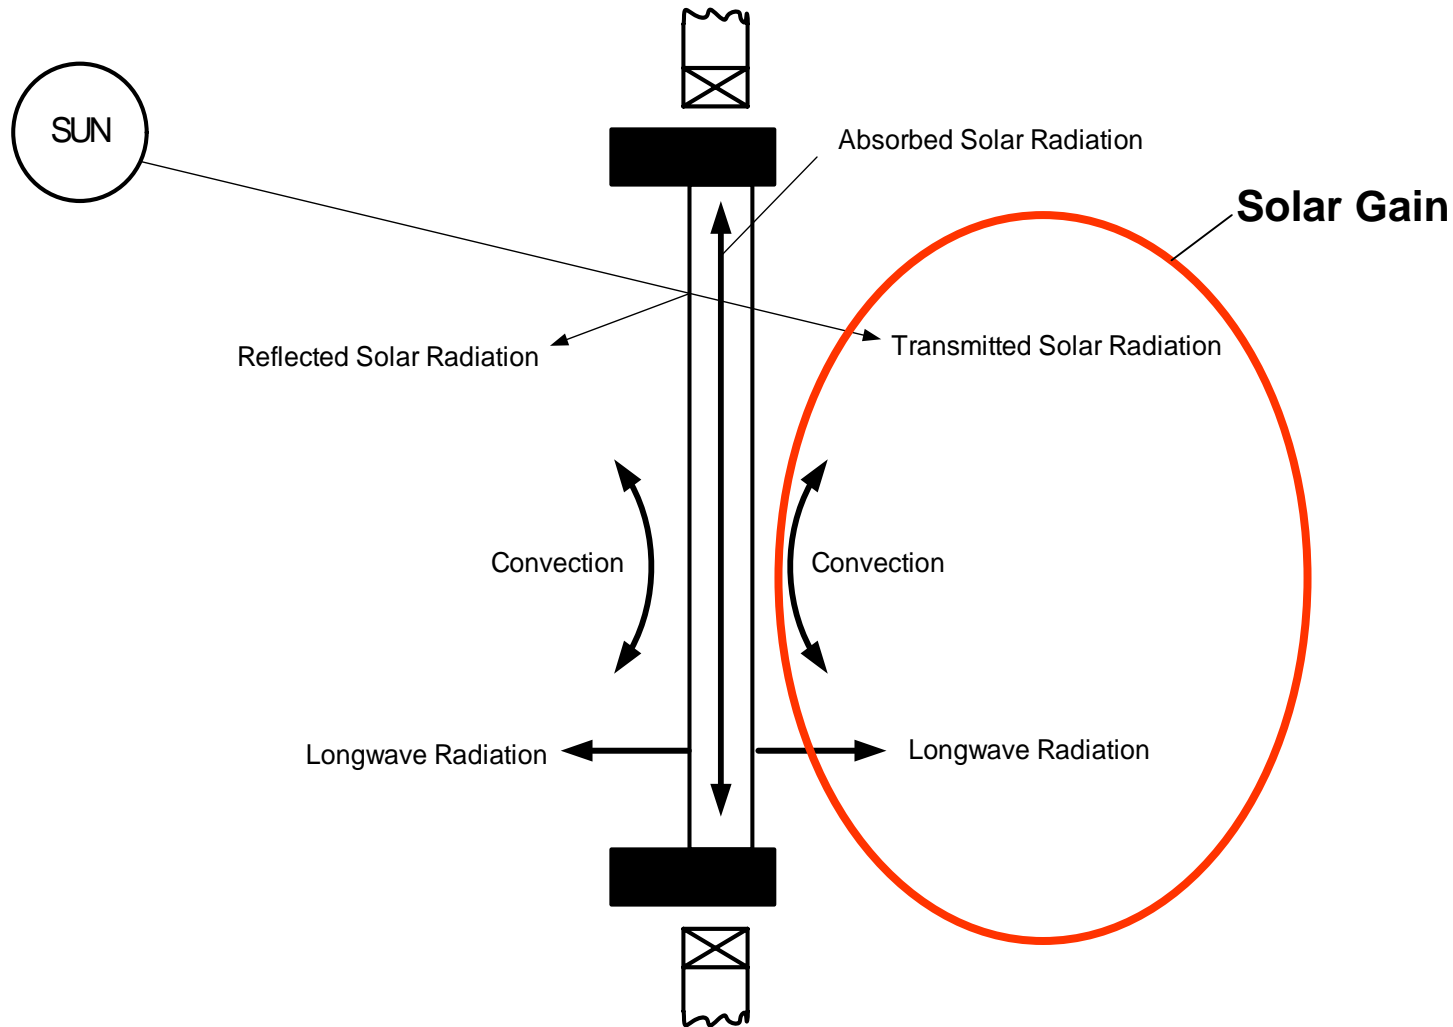 SUN
Absorbed Solar Radiation
Solar Gain
Reflected Solar Radiation
Transmitted Solar Radiation
Convection
Convection
Longwave Radiation
Longwave Radiation